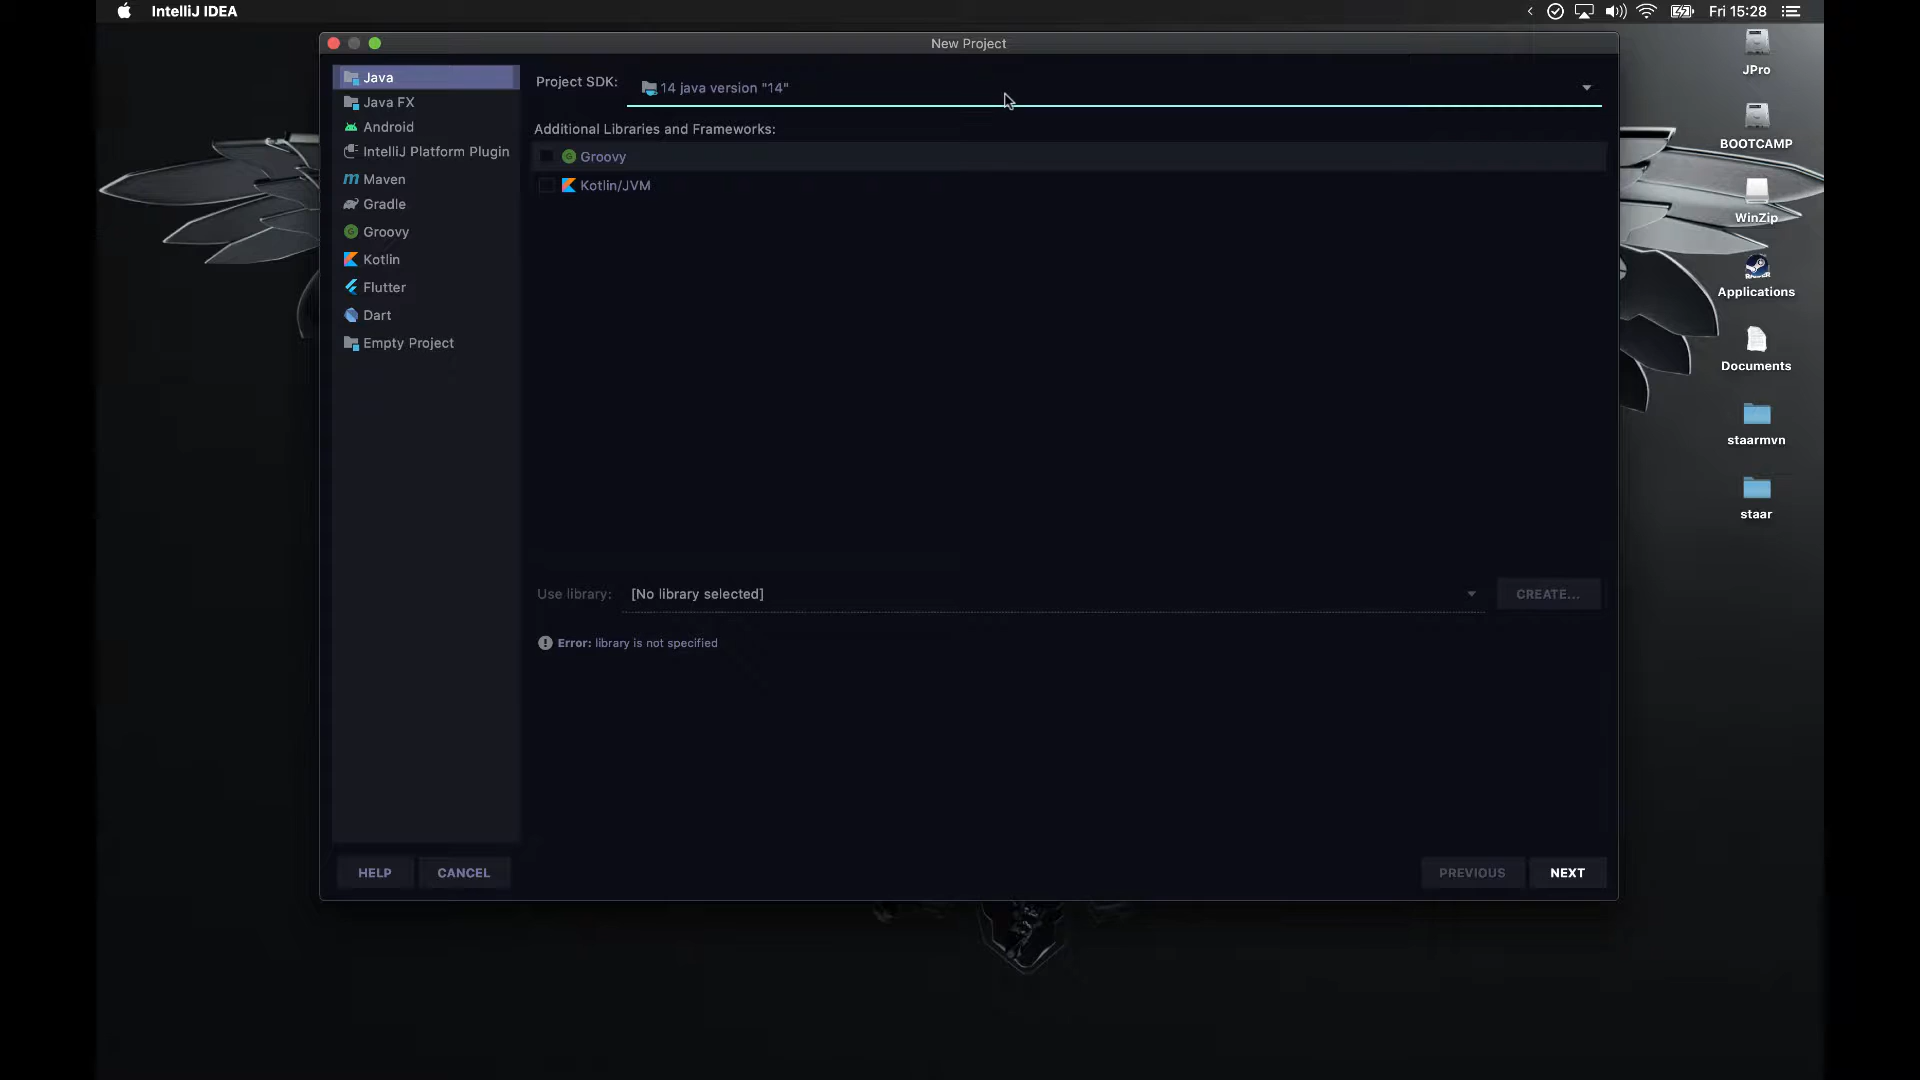 IntelliJ IDEA
Fri 15:28
New Project
Java
Java FX
Android
IntelliJ Platform Plugin
Maven
Gradle
Groovy
Kotlin
Flutter
Dart
Empty Project
Project SDK:
14 java version "14"
Additional Libraries and Frameworks:
Groovy
Kotlin/JVM
Use library:
[No library selected]
CREATE...
Error: library is not specified
HELP
CANCEL
PREVIOUS
NEXT
JPro
BOOTCAMP
WinZip
Applications
Documents
staarmvn
staar